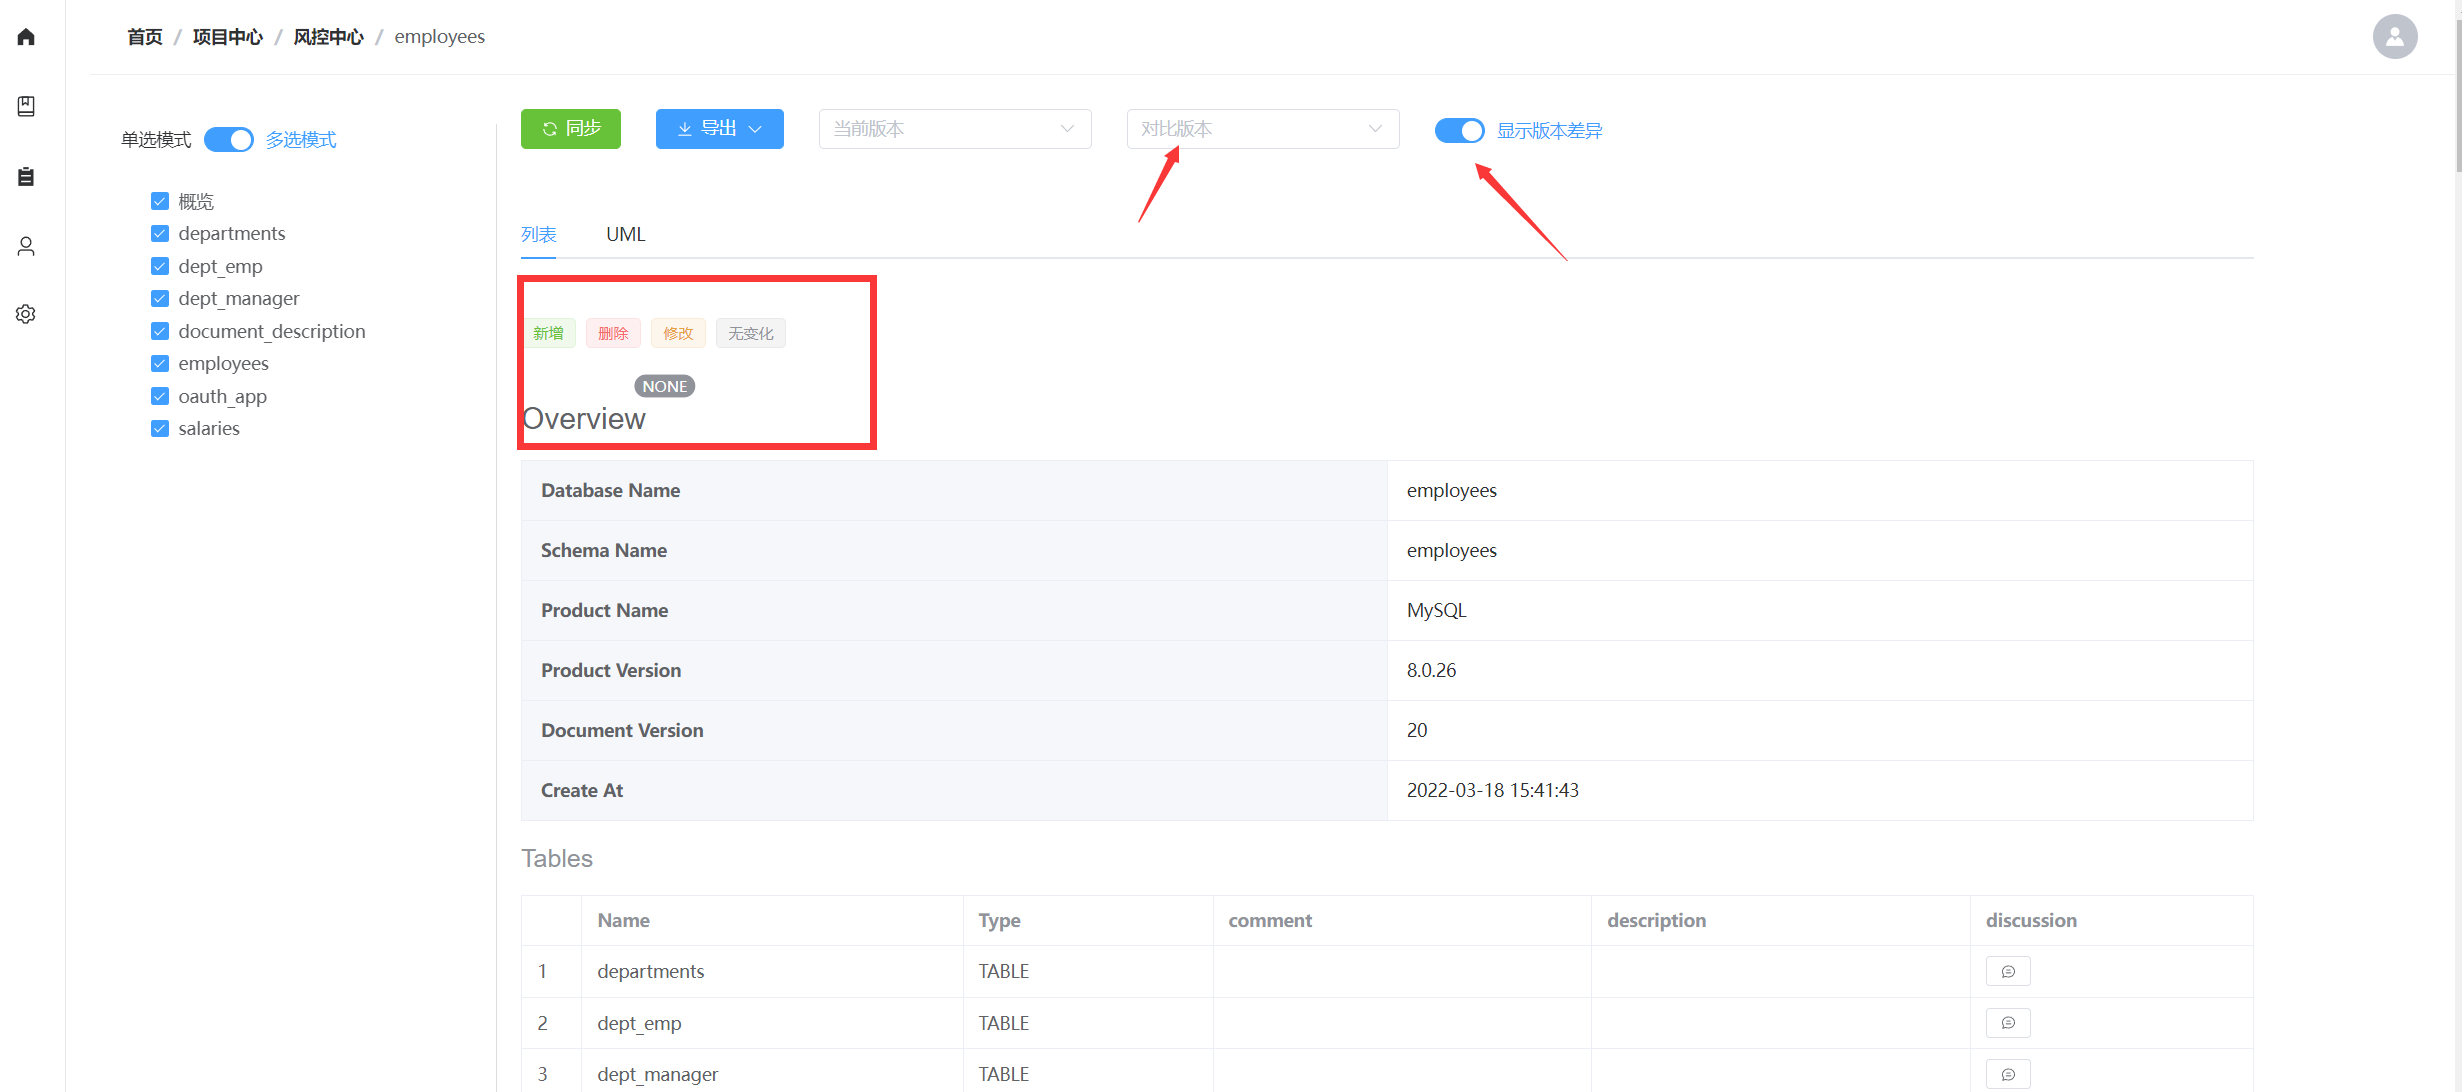 首页 / 项目中心 / 风控中心 / employees
单选模式 多选模式
概览
departments
dept_emp
dept_manager
document_description
employees
oauth_app
salaries
同步 导出 当前版本 对比版本 显示版本差异
列表 UML
新增 删除 修改 无变化
NONE
Overview
Database Name employees
Schema Name employees
Product Name MySQL
Product Version 8.0.26
Document Version 20
Create At 2022-03-18 15:41:43
Tables
Name Type comment description discussion
1 departments TABLE
2 dept_emp TABLE
3 dept_manager TABLE